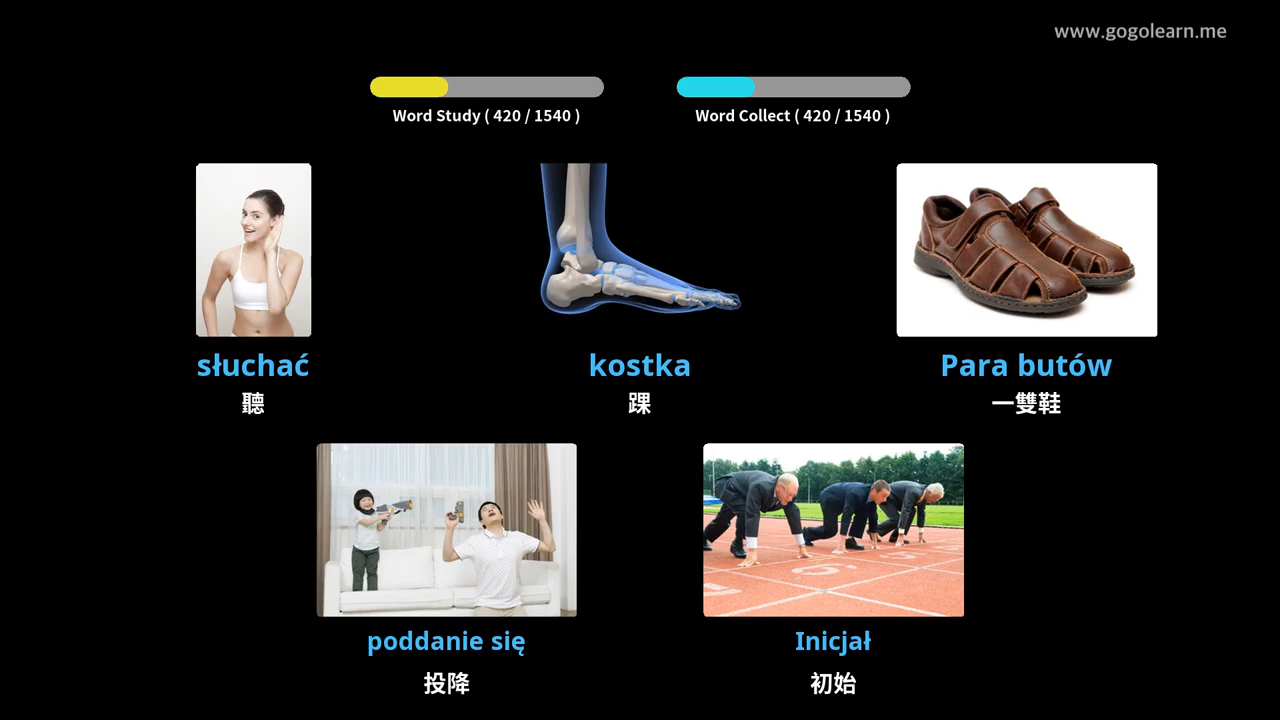 www.gogolearn.me
Word Study ( 420 / 1540 )
Word Collect ( 420 / 1540 )
słuchać
聽
kostka
踝
Para butów
一雙鞋
poddanie się
投降
Inicjał
初始